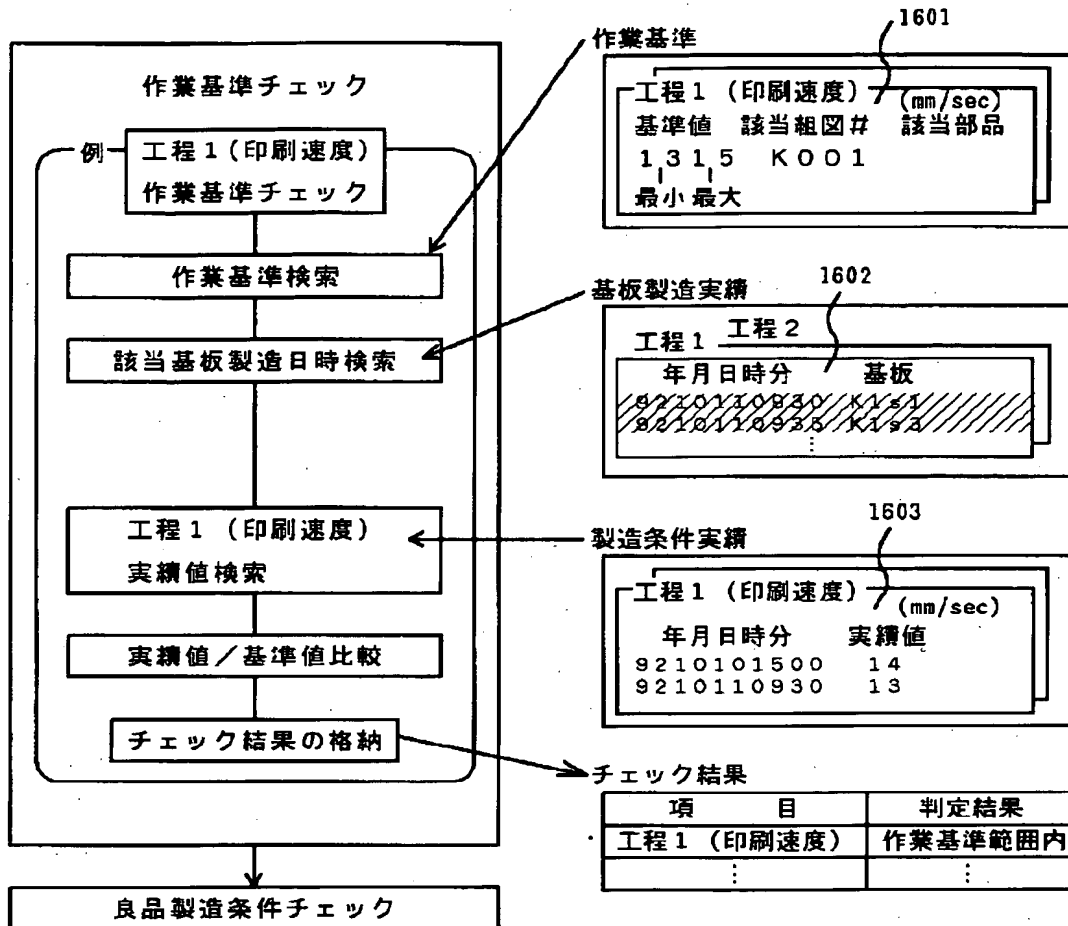 作業基準チェック
例
工程1(印刷速度)
作業基準チェック
作業基準検索
該当基板製造日時検索
工程1 (印刷速度)
実績値検索
実績値/基準値比較
チェック結果の格納
良品製造条件チェック
作業基準
1601
工程1 (印刷速度)
(mm/sec)
基準値 該当組図# 該当部品
1315 K001
最小 最大
基板製造実績
1602
工程1 工程2
年月日時分 基板
9210110930 K1s1
9210110935 K1s3
⋮
製造条件実績
1603
工程1 (印刷速度)
(mm/sec)
年月日時分 実績値
9210101500 14
9210110930 13
チェック結果
項 目 判定結果
工程1 (印刷速度) 作業基準範囲内
⋮ ⋮